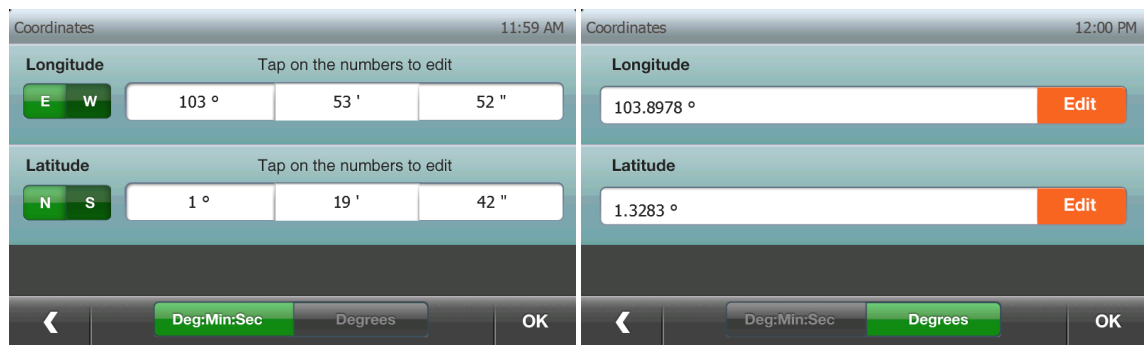 Coordinates 11:59 AM
Longitude Tap on the numbers to edit
E W 103 º 53 ' 52 "
Latitude Tap on the numbers to edit
N S 1 º 19 ' 42 "
Deg:Min:Sec Degrees OK
Coordinates 12:00 PM
Longitude
103.8978 º Edit
Latitude
1.3283 º Edit
Deg:Min:Sec Degrees OK